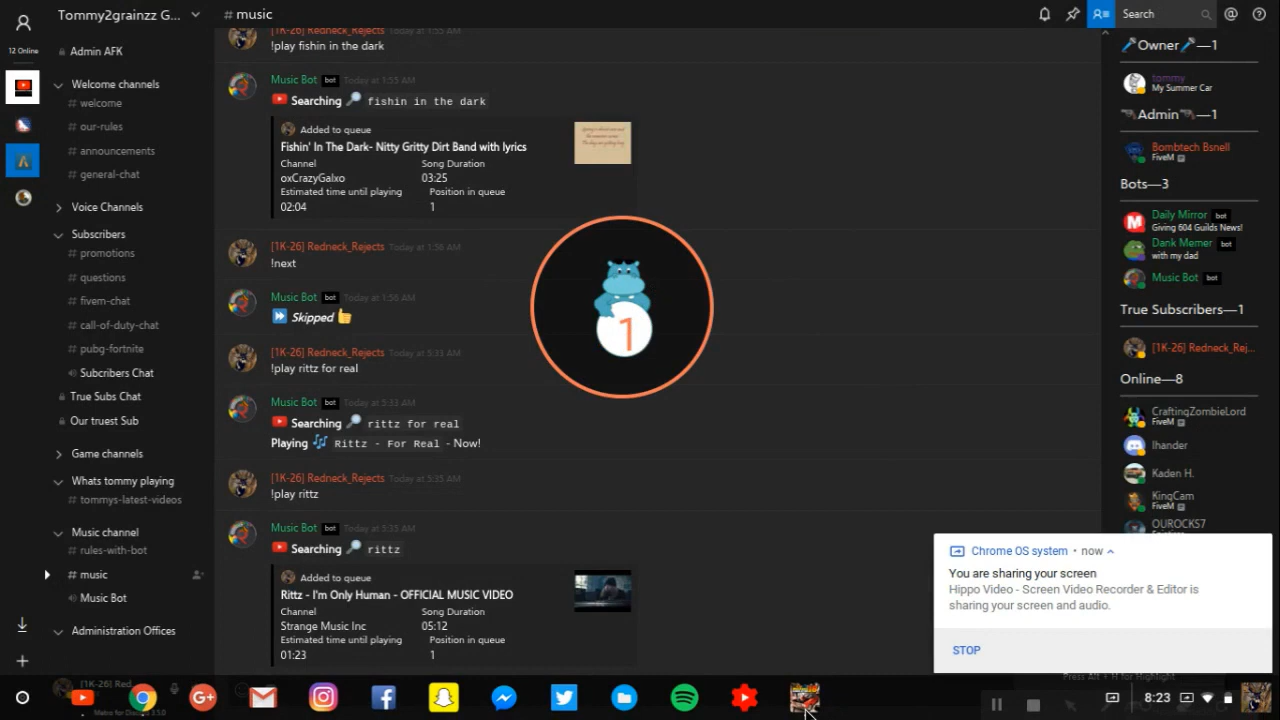 Tommy2grainzz G...
# music
Search
12 Online
Admin AFK
Welcome channels
# welcome
# our-rules
# announcements
# general-chat
Voice Channels
Subscribers
# promotions
# questions
# fivem-chat
# call-of-duty-chat
# pubg-fortnite
Subcribers Chat
True Subs Chat
Our truest Sub
Game channels
Whats tommy playing
# tommys-latest-videos
Music channel
# rules-with-bot
# music
Music Bot
Administration Offices
[1K-26] Red
[1K-26] Redneck_Rejects Today at 1:55 AM
!play fishin in the dark
Music Bot bot Today at 1:55 AM
Searching fishin in the dark
Added to queue
Fishin' In The Dark- Nitty Gritty Dirt Band with lyrics
Channel Song Duration
oxCrazyGalxo 03:25
Estimated time until playing Position in queue
02:04 1
[1K-26] Redneck_Rejects Today at 1:56 AM
!next
Music Bot bot Today at 1:56 AM
Skipped
[1K-26] Redneck_Rejects Today at 5:33 AM
!play rittz for real
Music Bot bot Today at 5:33 AM
Searching rittz for real
Playing Rittz - For Real - Now!
[1K-26] Redneck_Rejects Today at 5:35 AM
!play rittz
Music Bot bot Today at 5:35 AM
Searching rittz
Added to queue
Rittz - I'm Only Human - OFFICIAL MUSIC VIDEO
Channel Song Duration
Strange Music Inc 05:12
Estimated time until playing Position in queue
01:23 1
1
Owner—1
tommy
My Summer Car
Admin—1
Bombtech Bsnell
FiveM
Bots—3
Daily Mirror bot
Giving 604 Guilds News!
Dank Memer bot
with my dad
Music Bot bot
True Subscribers—1
[1K-26] Redneck_Rej...
Online—8
CraftingZombieLord
FiveM
lhander
Kaden H.
KingCam
FiveM
OUROCKS7
Chrome OS system • now
You are sharing your screen
Hippo Video - Screen Video Recorder & Editor is
sharing your screen and audio.
STOP
Press Alt + H for Highlight
8:23